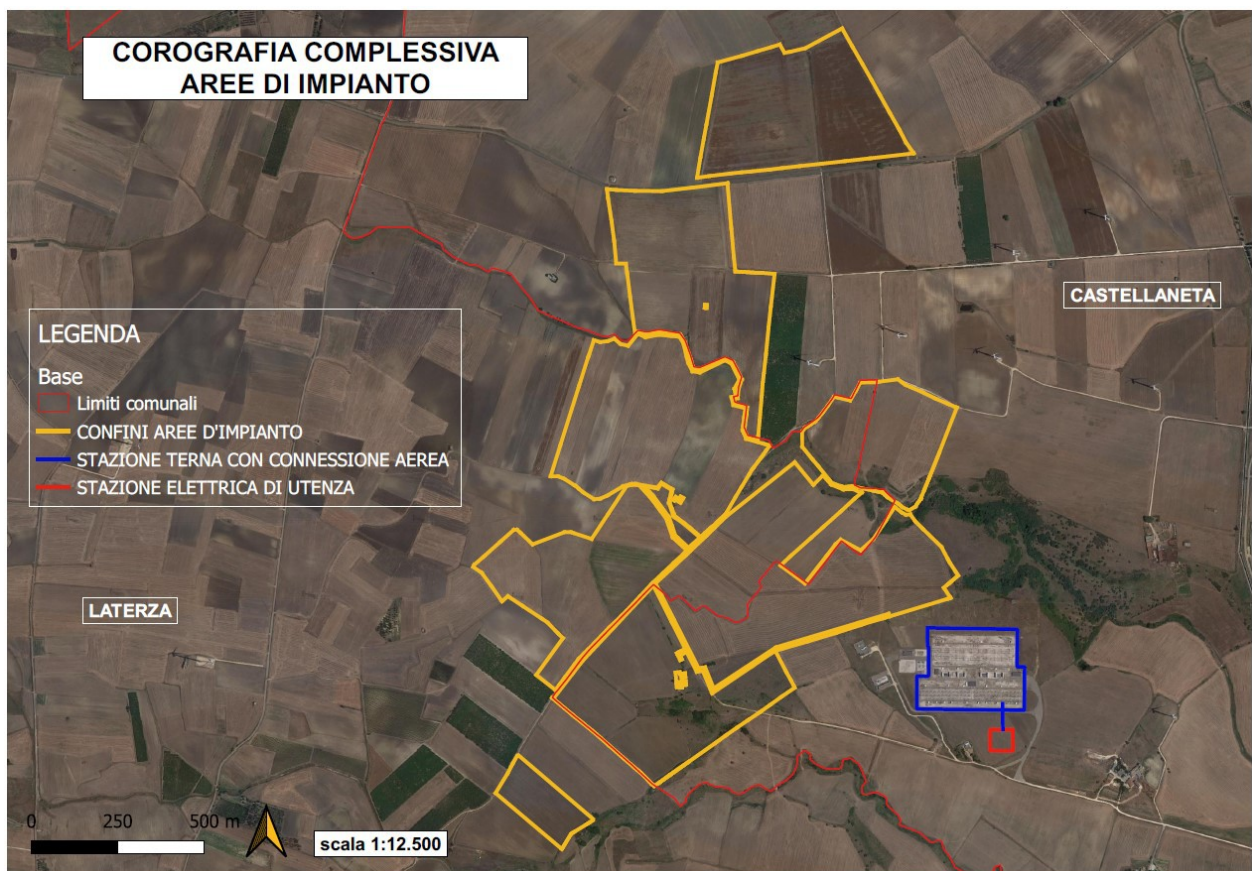 COROGRAFIA COMPLESSIVA
AREE DI IMPIANTO
CASTELLANETA
LEGENDA
Base
Limiti comunali
CONFINI AREE D'IMPIANTO
STAZIONE TERNA CON CONNESSIONE AEREA
STAZIONE ELETTRICA DI UTENZA
LATERZA
0 250 500 m
scala 1:12.500